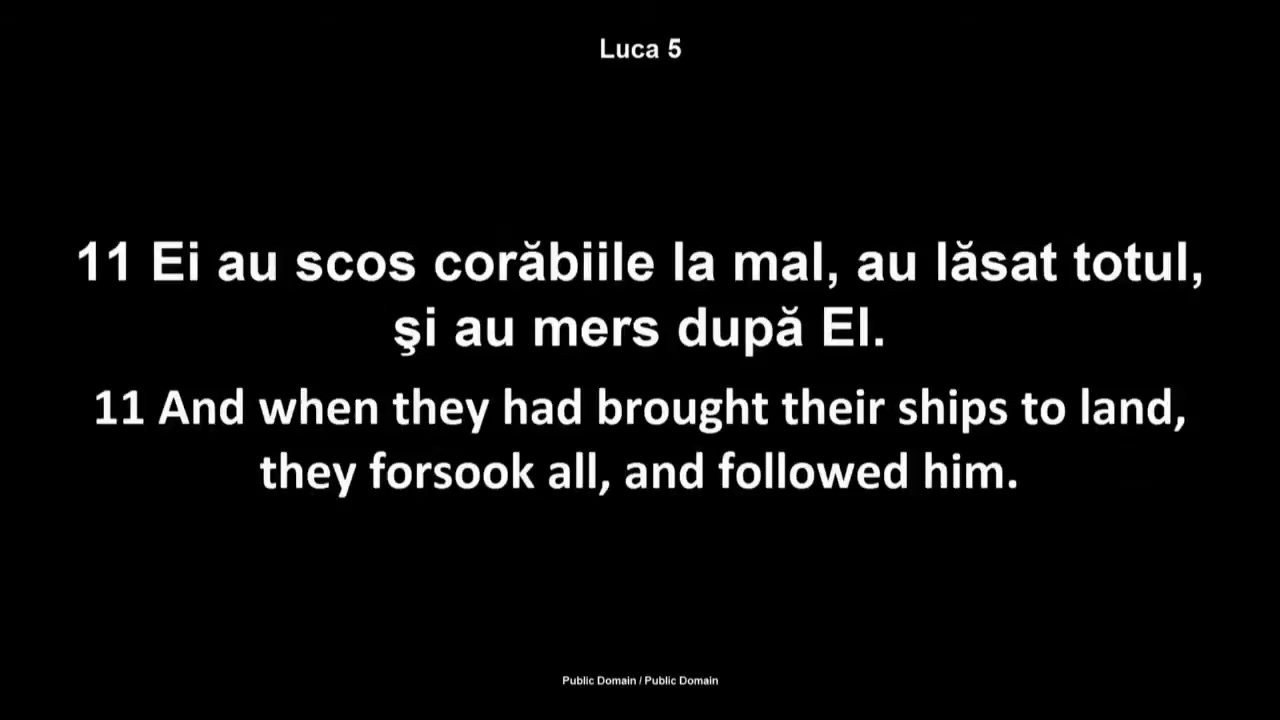 Luca 5
11 Ei au scos corăbiile la mal, au lăsat totul,
şi au mers după El.
11 And when they had brought their ships to land,
they forsook all, and followed him.
Public Domain / Public Domain